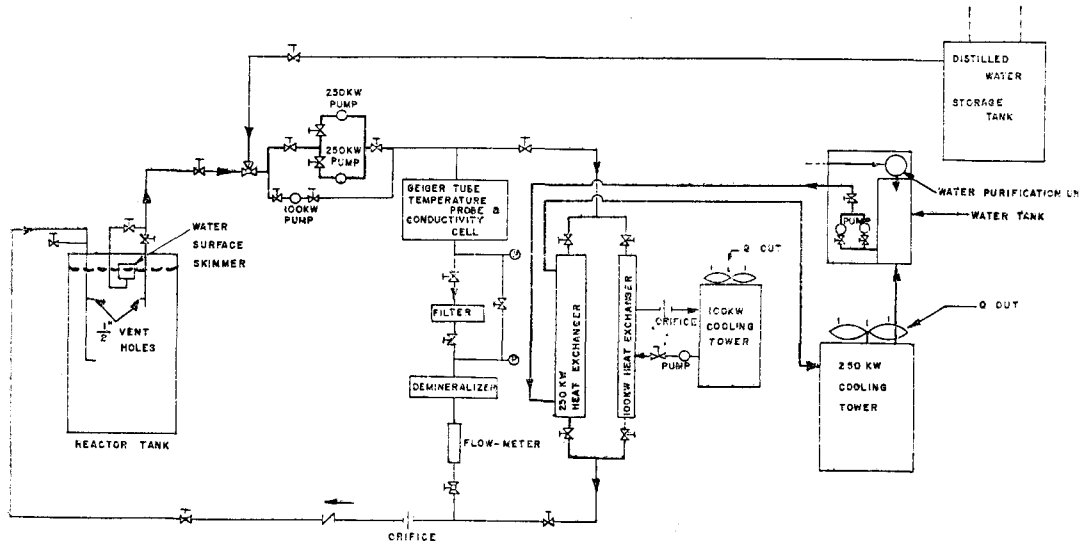 DISTILLED
WATER
STORAGE
TANK
250KW
PUMP
250KW
PUMP
100KW
PUMP
GEIGER TUBE
TEMPERATURE
PROBE a
CONDUCTIVITY
CELL
WATER PURIFICATION UN
WATER TANK
PUMP
WATER
SURFACE
SKIMMER
Q OUT
1/2" VENT
HOLES
FILTER
250 KW
HEAT EXCHANGER
100KW HEAT EXCHANGER
ORIFICE
100KW
COOLING
TOWER
PUMP
Q OUT
250 KW
COOLING
TOWER
DEMINERALIZER
FLOW-METER
REACTOR TANK
ORIFICE